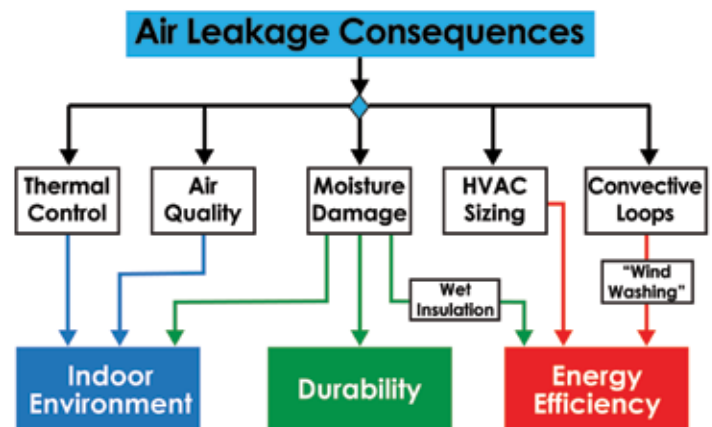 Air Leakage Consequences
Thermal
Control
Air
Quality
Moisture
Damage
HVAC
Sizing
Convective
Loops
Wet
Insulation
“Wind
Washing”
Indoor
Environment
Durability
Energy
Efficiency